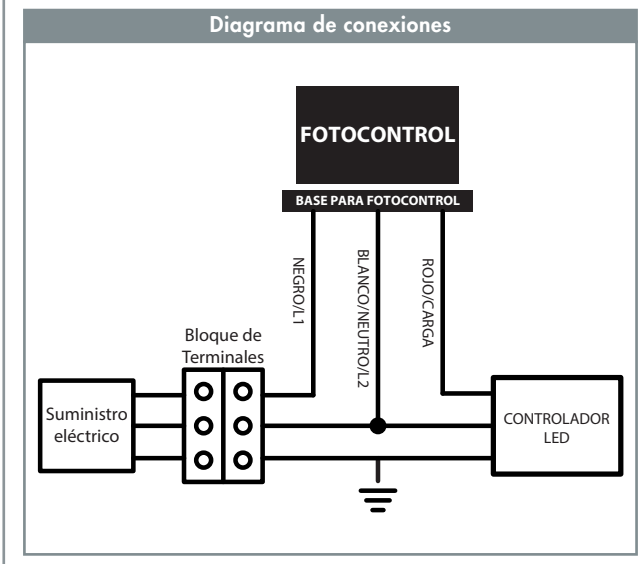 Diagrama de conexiones
FOTOCONTROL
BASE PARA FOTOCONTROL
NEGRO/L1
BLANCO/NEUTRO/L2
ROJO/CARGA
Bloque de
Terminales
Suministro
eléctrico
CONTROLADOR
LED